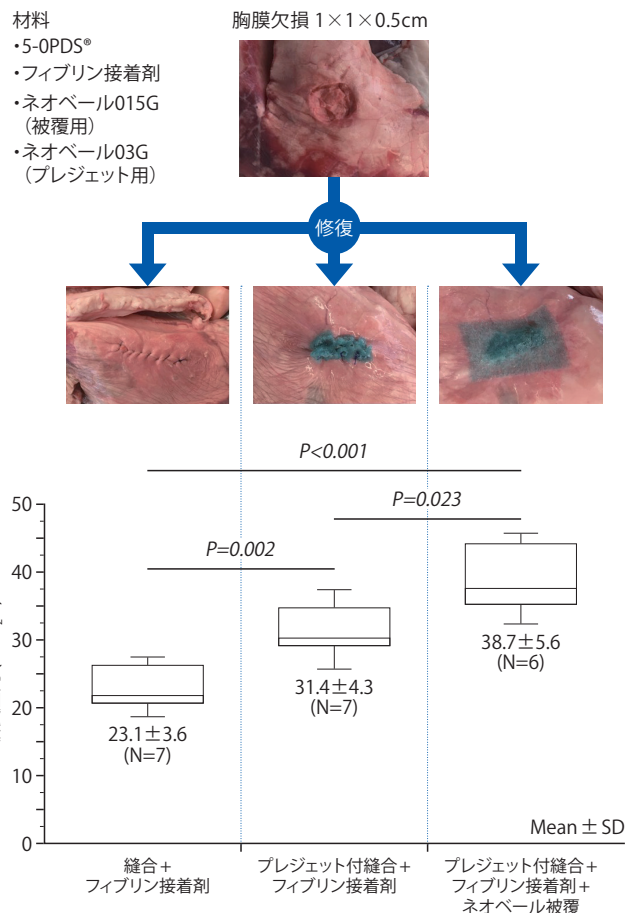 材料
・5-0PDS®
・フィブリン接着剤
・ネオベール015G
（被覆用）
・ネオベール03G
（プレジェット用）
胸膜欠損 1×1×0.5cm
修復
P<0.001
P=0.023
P=0.002
50
40
30
20
10
0
23.1±3.6
(N=7)
31.4±4.3
(N=7)
38.7±5.6
(N=6)
Mean ± SD
縫合＋
フィブリン接着剤
プレジェット付縫合＋
フィブリン接着剤
プレジェット付縫合＋
フィブリン接着剤＋
ネオベール被覆